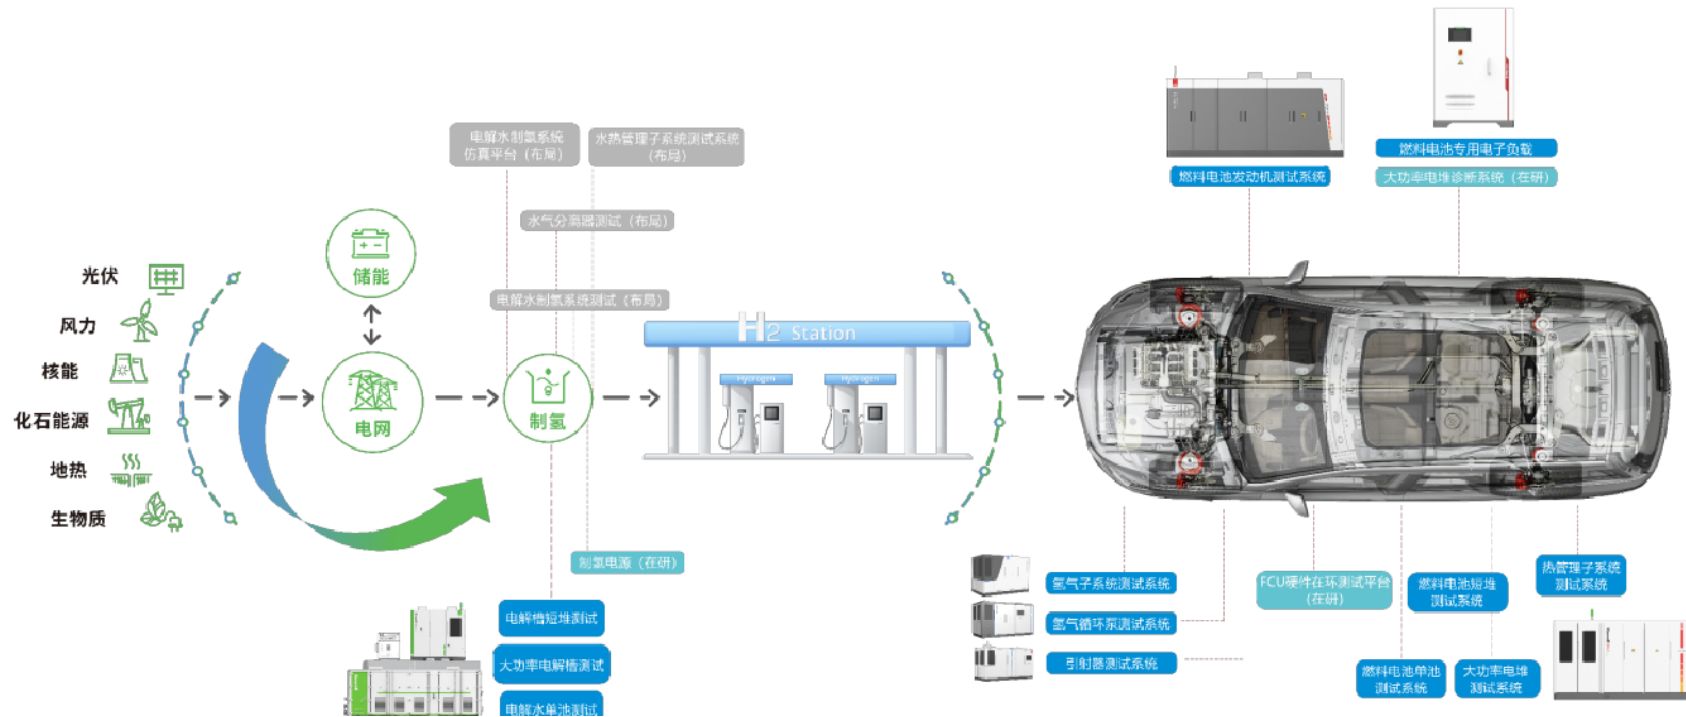 光伏
风力
核能
化石能源
地热
生物质
储能
电网
电解水制氢系统
仿真平台（布局）
水热管理子系统测试系统
（布局）
水气分离器测试（布局）
电解水制氢系统测试（布局）
制氢
制氢电源（在研）
电解槽短堆测试
大功率电解槽测试
电解水单池测试
H2 Station
Hydrogen
Hydrogen
燃料电池发动机测试系统
燃料电池专用电子负载
大功率电堆诊断系统（在研）
氢气子系统测试系统
氢气循环泵测试系统
引射器测试系统
FCU硬件在环测试平台
（在研）
燃料电池单池
测试系统
燃料电池短堆
测试系统
大功率电堆
测试系统
热管理子系统
测试系统